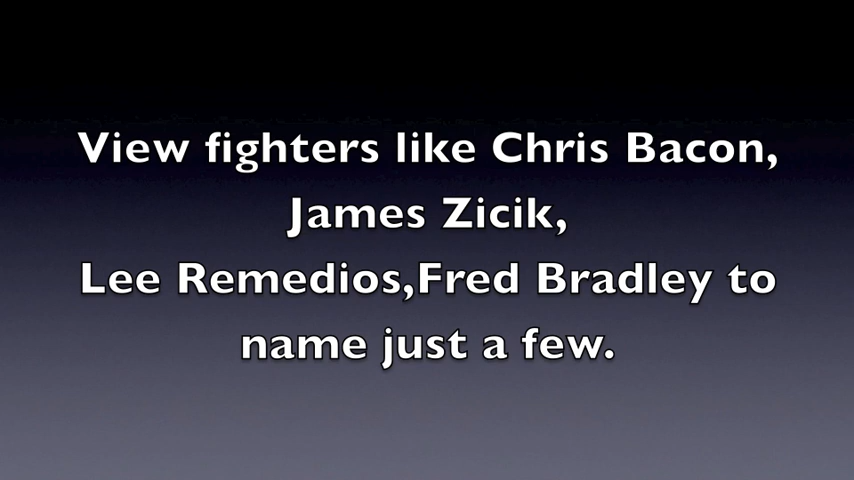 View fighters like Chris Bacon,
James Zicik,
Lee Remedios,Fred Bradley to
name just a few.